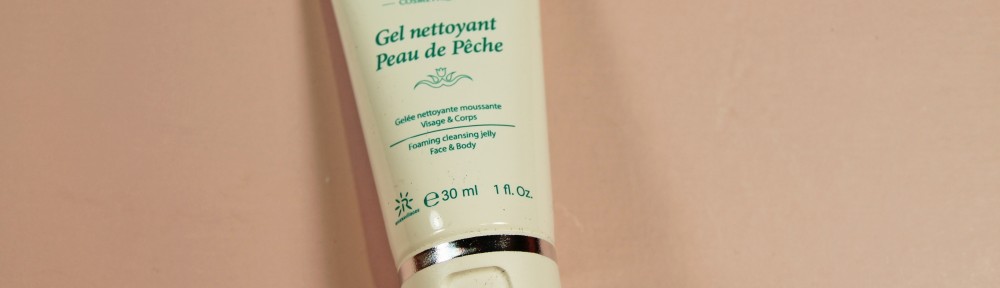 Gel nettoyant
Peau de Pêche
Gelée nettoyante moussante
Visage & Corps
Foaming cleansing jelly
Face & Body
R
℮30 ml 1 fl. Oz.